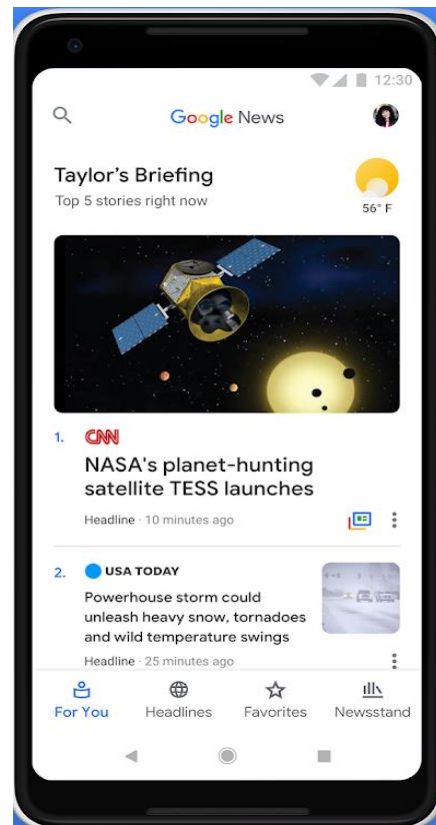 12:30
Google News
Taylor's Briefing
Top 5 stories right now
56° F
1. CNN
NASA's planet-hunting
satellite TESS launches
Headline · 10 minutes ago
2. USA TODAY
Powerhouse storm could
unleash heavy snow, tornadoes
and wild temperature swings
Headline · 25 minutes ago
For You Headlines Favorites Newsstand